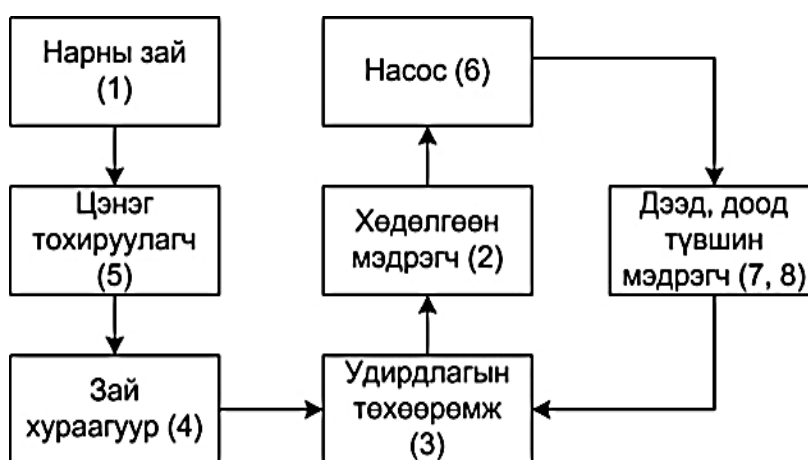 Нарны зай
(1)
Насос (6)
Цэнэг
тохируулагч
(5)
Хөдөлгөөн
мэдрэгч (2)
Дээд, доод
түвшин
мэдрэгч (7, 8)
Зай
хураагуур (4)
Удирдлагын
төхөөрөмж
(3)